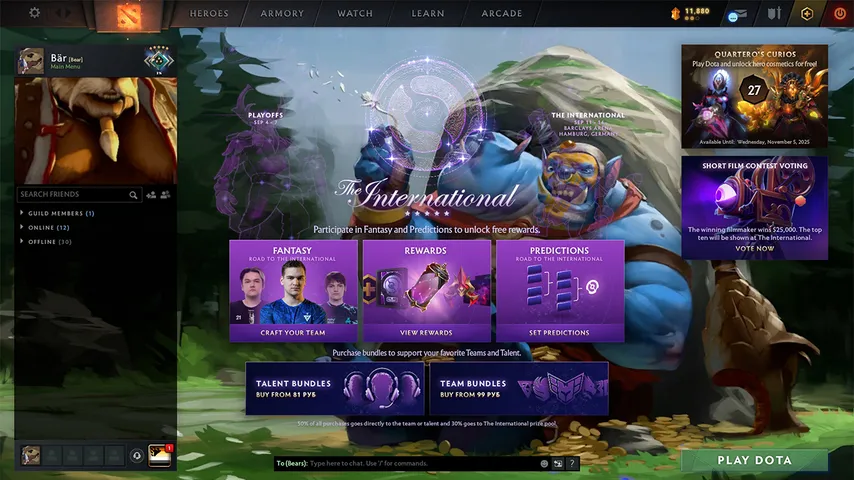 HEROES
ARMORY
WATCH
LEARN
ARCADE
11,880
Bär [Bear]
Main Menu
PLAYOFFS
SEP 4 - 7
THE INTERNATIONAL
BARCLAYS ARENA
HAMBURG, GERMANY
The International
Participate in Fantasy and Predictions to unlock free rewards.
FANTASY
ROAD TO THE INTERNATIONAL
21
CRAFT YOUR TEAM
REWARDS
VIEW REWARDS
PREDICTIONS
ROAD TO THE INTERNATIONAL
SET PREDICTIONS
Purchase bundles to support your favorite Teams and Talent.
TALENT BUNDLES
BUY FROM 81 РУБ
TEAM BUNDLES
BUY FROM 99 РУБ
50% of all purchases goes directly to the team or talent and 30% goes to The International prize pool.
QUARTERO'S CURIOS
Play Dota and unlock hero cosmetics for free!
27
Available Until: Wednesday, November 5, 2025
SHORT FILM CONTEST VOTING
The winning filmmaker wins $25,000. The top
ten will be shown at The International.
VOTE NOW
SEARCH FRIENDS
GUILD MEMBERS (1)
ONLINE (12)
OFFLINE (30)
1
To (Bears): Type here to chat. Use '/' for commands.
?
PLAY DOTA